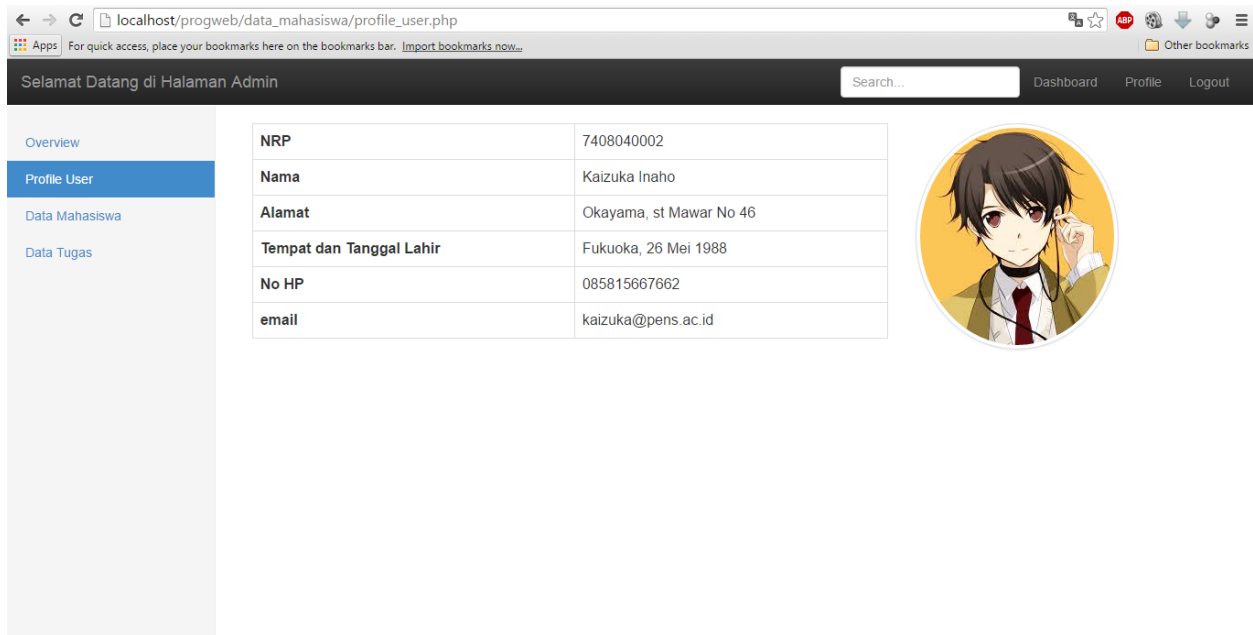 localhost/progweb/data_mahasiswa/profile_user.php
ABP
Apps For quick access, place your bookmarks here on the bookmarks bar. Import bookmarks now... Other bookmarks
Selamat Datang di Halaman Admin Search... Dashboard Profile Logout
Overview
Profile User
Data Mahasiswa
Data Tugas
NRP 7408040002
Nama Kaizuka Inaho
Alamat Okayama, st Mawar No 46
Tempat dan Tanggal Lahir Fukuoka, 26 Mei 1988
No HP 085815667662
email kaizuka@pens.ac.id